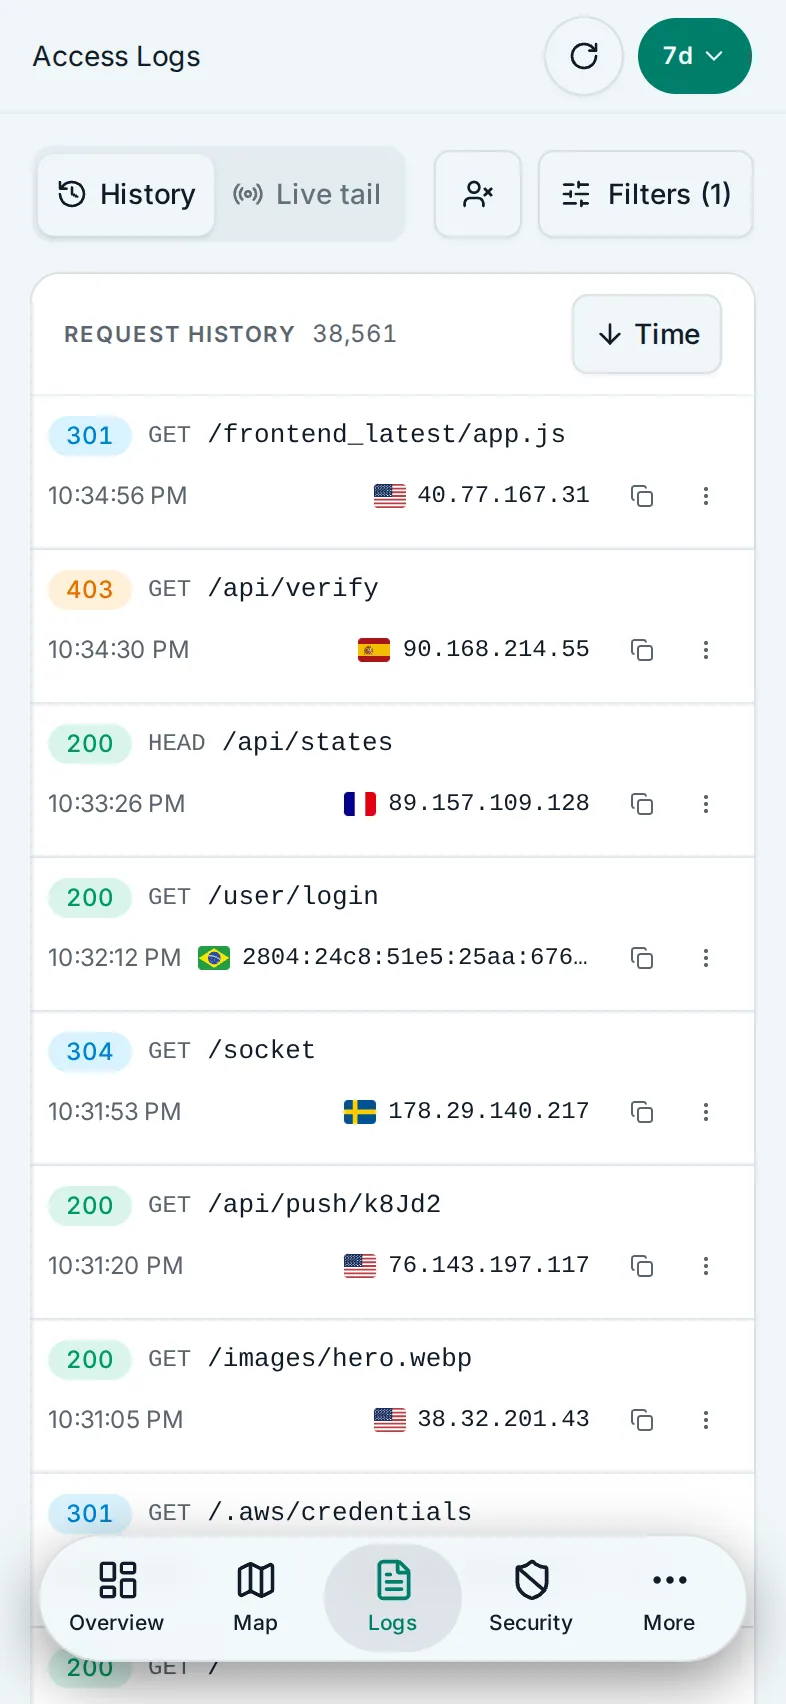 Access Logs
7d
History
Live tail
Filters (1)
REQUEST HISTORY 38,561
Time
301 GET /frontend_latest/app.js
10:34:56 PM 40.77.167.31
403 GET /api/verify
10:34:30 PM 90.168.214.55
200 HEAD /api/states
10:33:26 PM 89.157.109.128
200 GET /user/login
10:32:12 PM 2804:24c8:51e5:25aa:676…
304 GET /socket
10:31:53 PM 178.29.140.217
200 GET /api/push/k8Jd2
10:31:20 PM 76.143.197.117
200 GET /images/hero.webp
10:31:05 PM 38.32.201.43
301 GET /.aws/credentials
Overview
Map
Logs
Security
More
200 GET /